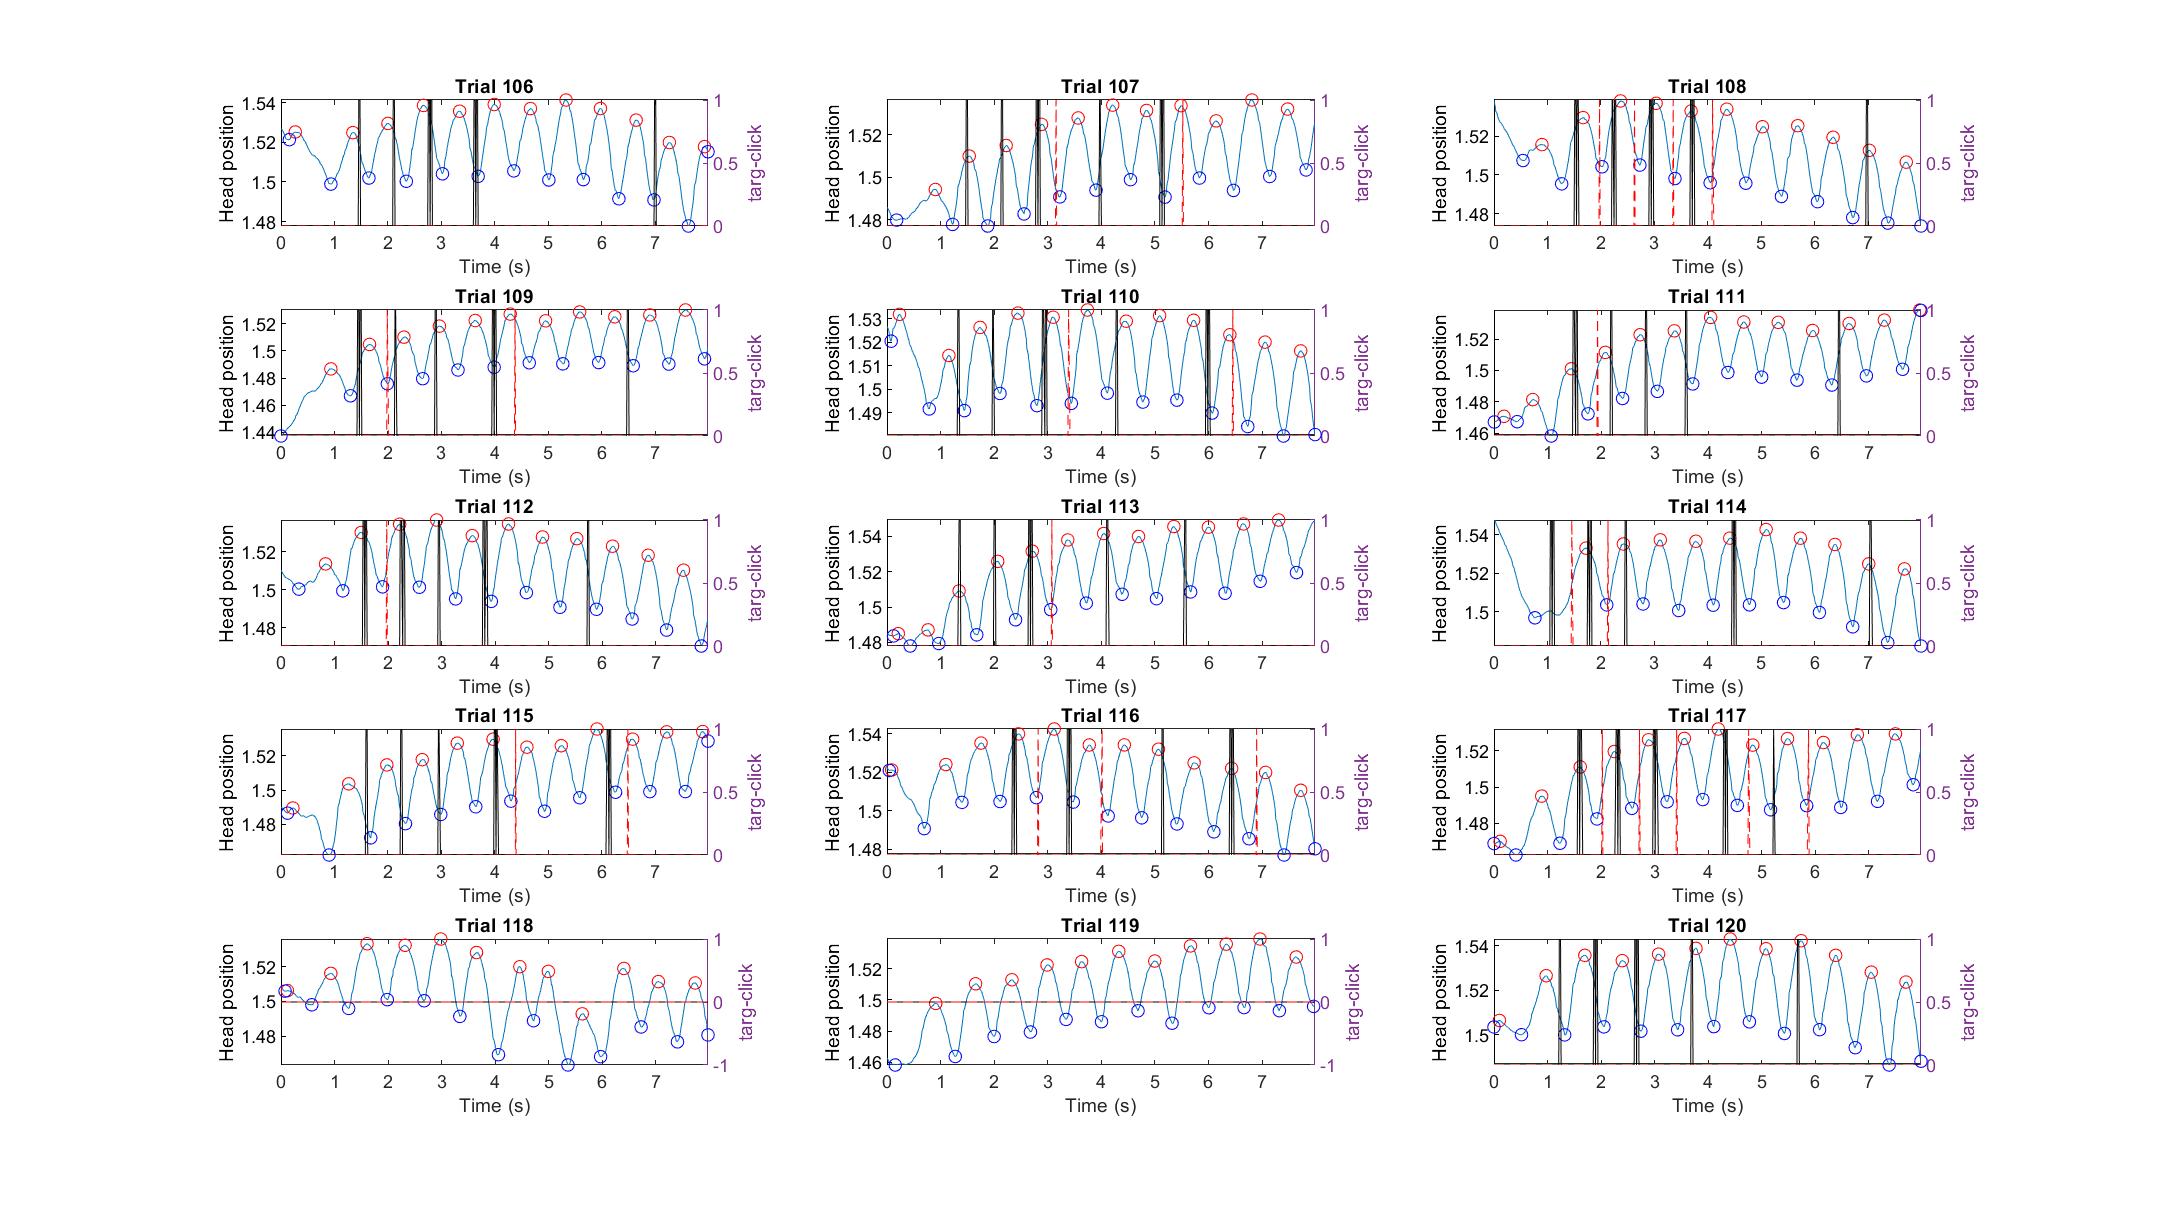 Trial 106
Head position
1.54
1.52
1.5
1.48
0 1 2 3 4 5 6 7
Time (s)
1
0.5
0
targ-click
Trial 107
Head position
1.52
1.5
1.48
0 1 2 3 4 5 6 7
Time (s)
1
0.5
0
targ-click
Trial 108
Head position
1.52
1.5
1.48
0 1 2 3 4 5 6 7
Time (s)
1
0.5
0
targ-click
Trial 109
Head position
1.52
1.5
1.48
1.46
1.44
0 1 2 3 4 5 6 7
Time (s)
1
0.5
0
targ-click
Trial 110
Head position
1.53
1.52
1.51
1.5
1.49
0 1 2 3 4 5 6 7
Time (s)
1
0.5
0
targ-click
Trial 111
Head position
1.52
1.5
1.48
1.46
0 1 2 3 4 5 6 7
Time (s)
1
0.5
0
targ-click
Trial 112
Head position
1.52
1.5
1.48
0 1 2 3 4 5 6 7
Time (s)
1
0.5
0
targ-click
Trial 113
Head position
1.54
1.52
1.5
1.48
0 1 2 3 4 5 6 7
Time (s)
1
0.5
0
targ-click
Trial 114
Head position
1.54
1.52
1.5
0 1 2 3 4 5 6 7
Time (s)
1
0.5
0
targ-click
Trial 115
Head position
1.52
1.5
1.48
0 1 2 3 4 5 6 7
Time (s)
1
0.5
0
targ-click
Trial 116
Head position
1.54
1.52
1.5
1.48
0 1 2 3 4 5 6 7
Time (s)
1
0.5
0
targ-click
Trial 117
Head position
1.52
1.5
1.48
0 1 2 3 4 5 6 7
Time (s)
1
0.5
0
targ-click
Trial 118
Head position
1.52
1.5
1.48
0 1 2 3 4 5 6 7
Time (s)
1
0
-1
targ-click
Trial 119
Head position
1.52
1.5
1.48
1.46
0 1 2 3 4 5 6 7
Time (s)
1
0
-1
targ-click
Trial 120
Head position
1.54
1.52
1.5
0 1 2 3 4 5 6 7
Time (s)
1
0.5
0
targ-click